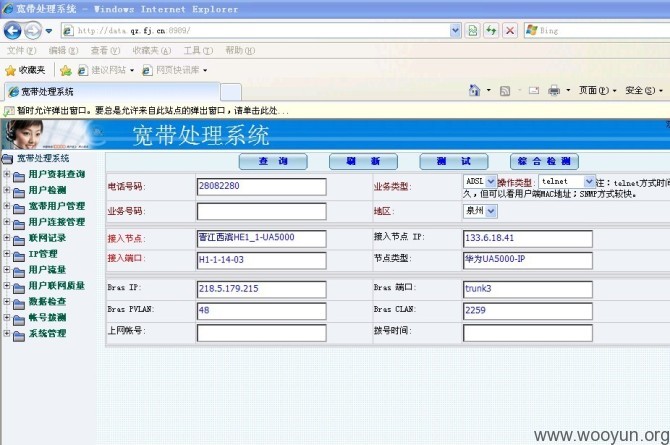 宽带处理系统 - Windows Internet Explorer
http://data.qz.fj.cn:8989/
Bing
文件(F) 编辑(E) 查看(V) 收藏夹(A) 工具(T) 帮助(H)
收藏夹 建议网站 网页快讯库
宽带处理系统 页面(P) 安全(S)
暂时允许弹出窗口。要总是允许来自此站点的弹出窗口，请单击此处...
宽带处理系统
宽带处理系统
用户资料查询
用户检测
宽带用户管理
用户连接管理
联网记录
IP管理
用户流量
用户联网质量
数据检查
帐号拨测
系统管理
查 询 刷 新 测 试 综 合 检 测
电话号码: 28082280 业务类型: ADSL 操作类型: telnet 注：telnet方式时间
久，但可以看用户端MAC地址；SNMP方式较快。
业务号码: 地区: 泉州
接入节点: 晋江西滨HE1_1-UA5000 接入节点 IP: 133.6.18.41
接入端口: H1-1-14-03 节点类型: 华为UA5000-IP
Bras IP: 218.5.179.215 Bras 端口: trunk3
Bras PVLAN: 48 Bras CLAN: 2259
上网帐号: 拨号时间:
www.wooyun.org